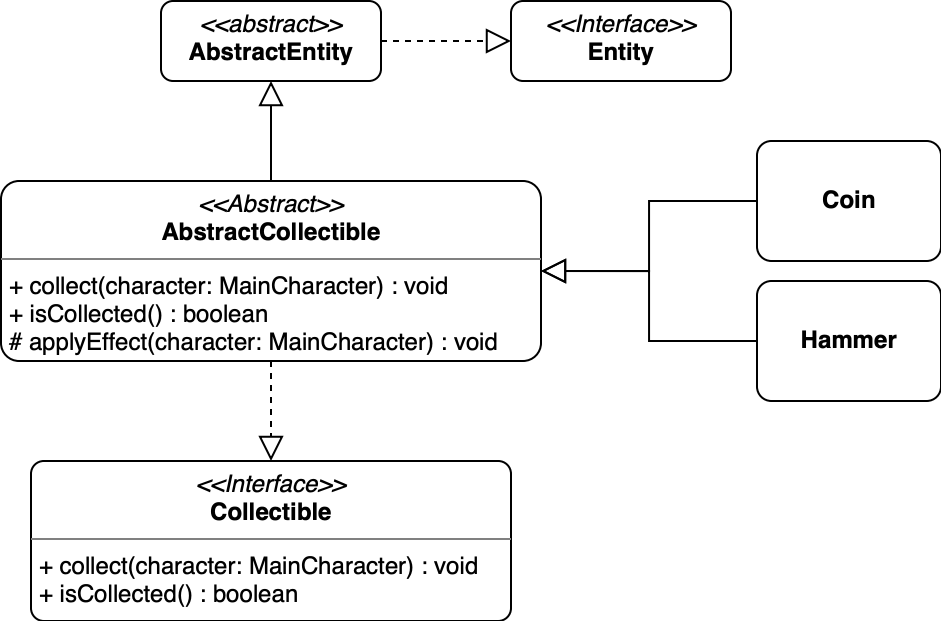 <<abstract>>
AbstractEntity
<<Interface>>
Entity
<<Abstract>>
AbstractCollectible
+ collect(character: MainCharacter) : void
+ isCollected() : boolean
# applyEffect(character: MainCharacter) : void
Coin
Hammer
<<Interface>>
Collectible
+ collect(character: MainCharacter) : void
+ isCollected() : boolean